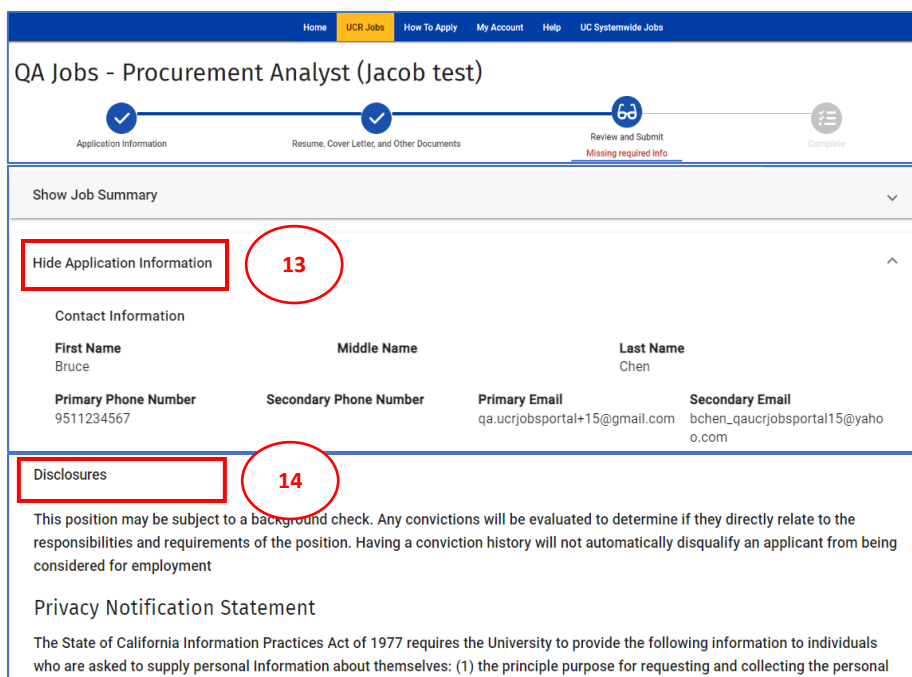 Home UCR Jobs How To Apply My Account Help UC Systemwide Jobs
QA Jobs - Procurement Analyst (Jacob test)
Application Information Resume, Cover Letter, and Other Documents Review and Submit Complete
Missing required info
Show Job Summary
Hide Application Information 13
Contact Information
First Name Middle Name Last Name
Bruce Chen
Primary Phone Number Secondary Phone Number Primary Email Secondary Email
9511234567 qa.ucrjobsportal+15@gmail.com bchen_qaucrjobsportal15@yaho
o.com
Disclosures 14
This position may be subject to a background check. Any convictions will be evaluated to determine if they directly relate to the
responsibilities and requirements of the position. Having a conviction history will not automatically disqualify an applicant from being
considered for employment
Privacy Notification Statement
The State of California Information Practices Act of 1977 requires the University to provide the following information to individuals
who are asked to supply personal Information about themselves: (1) the principle purpose for requesting and collecting the personal